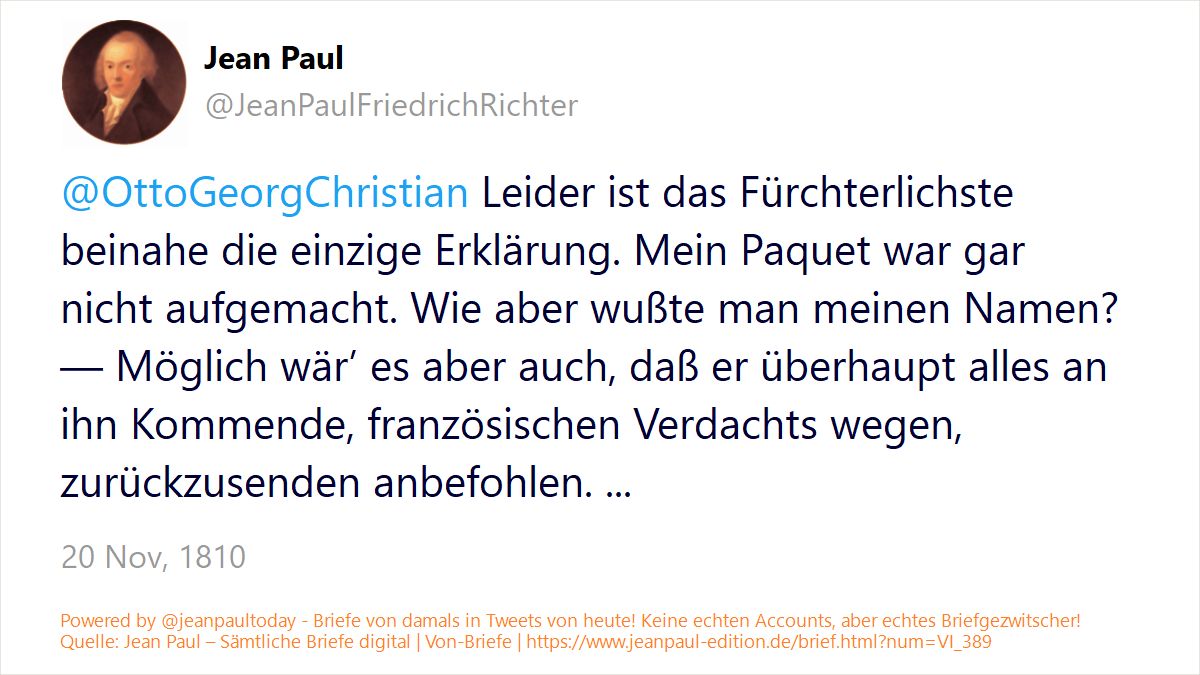 Jean Paul
@JeanPaulFriedrichRichter
@OttoGeorgChristian Leider ist das Fürchterlichste
beinahe die einzige Erklärung. Mein Paquet war gar
nicht aufgemacht. Wie aber wußte man meinen Namen?
— Möglich wär’ es aber auch, daß er überhaupt alles an
ihn Kommende, französischen Verdachts wegen,
zurückzusenden anbefohlen. ...
20 Nov, 1810
Powered by @jeanpaultoday - Briefe von damals in Tweets von heute! Keine echten Accounts, aber echtes Briefgezwitscher!
Quelle: Jean Paul – Sämtliche Briefe digital | Von-Briefe | https://www.jeanpaul-edition.de/brief.html?num=VI_389